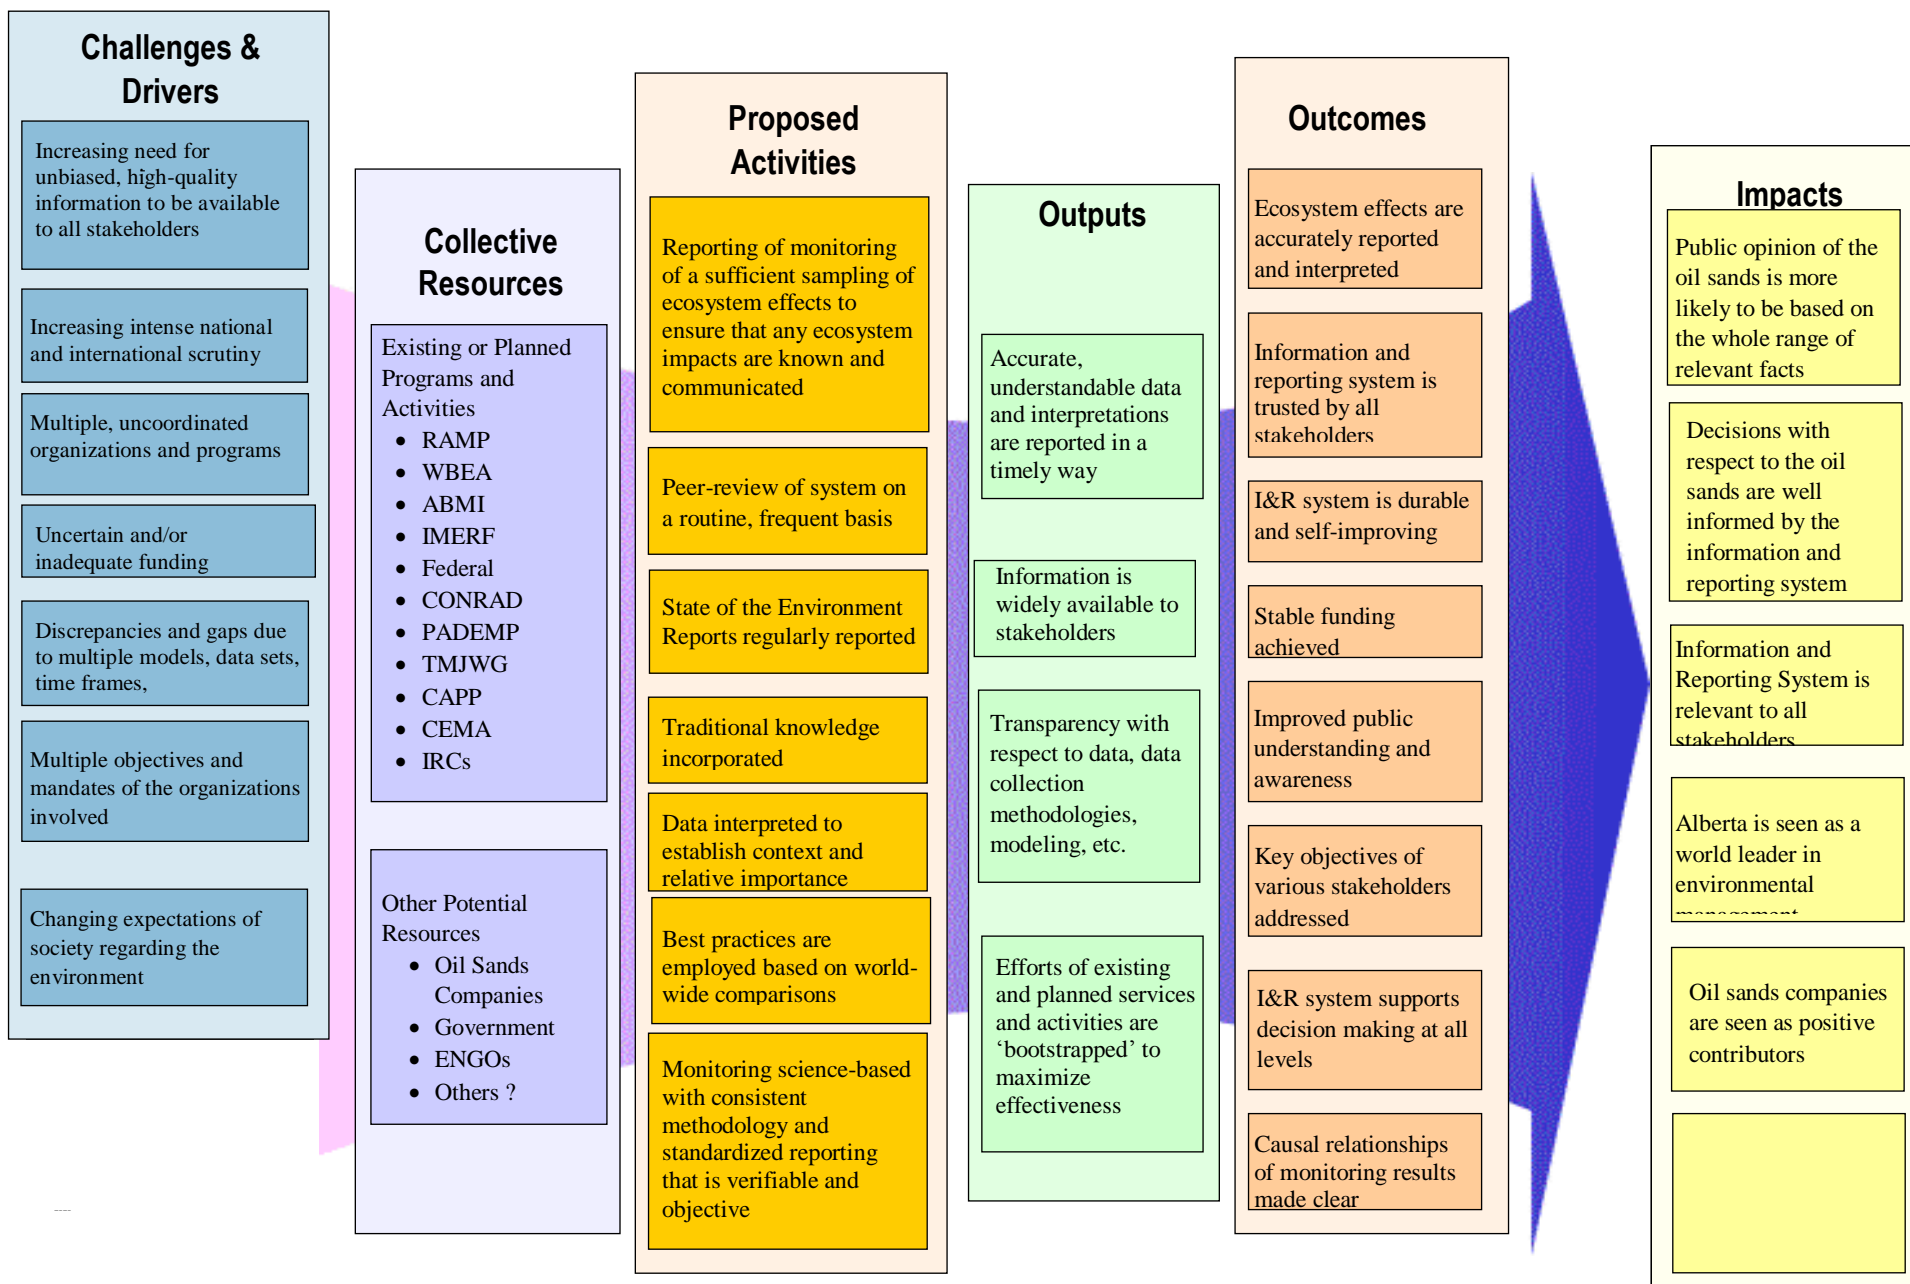 Challenges &
Drivers
Increasing need for
unbiased, high-quality
information to be available
to all stakeholders
Increasing intense national
and international scrutiny
Multiple, uncoordinated
organizations and programs
Uncertain and/or
inadequate funding
Discrepancies and gaps due
to multiple models, data sets,
time frames,
Multiple objectives and
mandates of the organizations
involved
Changing expectations of
society regarding the
environment
Collective
Resources
Existing or Planned
Programs and
Activities
• RAMP
• WBEA
• ABMI
• IMERF
• Federal
• CONRAD
• PADEMP
• TMJWG
• CAPP
• CEMA
• IRCs
Other Potential
Resources
• Oil Sands
Companies
• Government
• ENGOs
• Others ?
Proposed
Activities
Reporting of monitoring
of a sufficient sampling of
ecosystem effects to
ensure that any ecosystem
impacts are known and
communicated
Peer-review of system on
a routine, frequent basis
State of the Environment
Reports regularly reported
Traditional knowledge
incorporated
Data interpreted to
establish context and
relative importance
Best practices are
employed based on world-
wide comparisons
Monitoring science-based
with consistent
methodology and
standardized reporting
that is verifiable and
objective
Outputs
Accurate,
understandable data
and interpretations
are reported in a
timely way
Information is
widely available to
stakeholders
Transparency with
respect to data, data
collection
methodologies,
modeling, etc.
Efforts of existing
and planned services
and activities are
‘bootstrapped’ to
maximize
effectiveness
Outcomes
Ecosystem effects are
accurately reported
and interpreted
Information and
reporting system is
trusted by all
stakeholders
I&R system is durable
and self-improving
Stable funding
achieved
Improved public
understanding and
awareness
Key objectives of
various stakeholders
addressed
I&R system supports
decision making at all
levels
Causal relationships
of monitoring results
made clear
Impacts
Public opinion of the
oil sands is more
likely to be based on
the whole range of
relevant facts
Decisions with
respect to the oil
sands are well
informed by the
information and
reporting system
Information and
Reporting System is
relevant to all
stakeholders
Alberta is seen as a
world leader in
environmental
management
Oil sands companies
are seen as positive
contributors